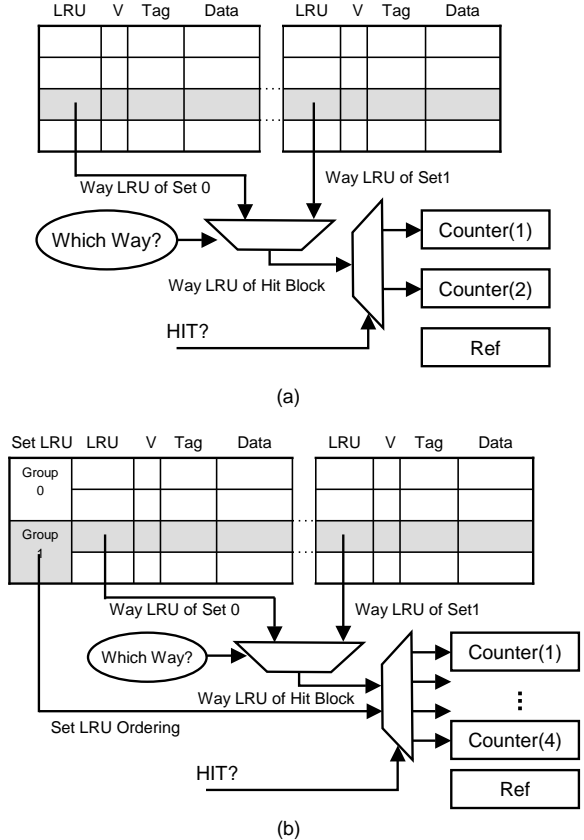 LRU V Tag Data LRU V Tag Data
Way LRU of Set 0
Way LRU of Set1
Which Way?
Counter(1)
Way LRU of Hit Block
Counter(2)
HIT?
Ref
(a)
Set LRU LRU V Tag Data LRU V Tag Data
Group
0
Group
1
Way LRU of Set 0
Way LRU of Set1
Which Way?
Counter(1)
Way LRU of Hit Block
Set LRU Ordering
Counter(4)
HIT?
Ref
(b)